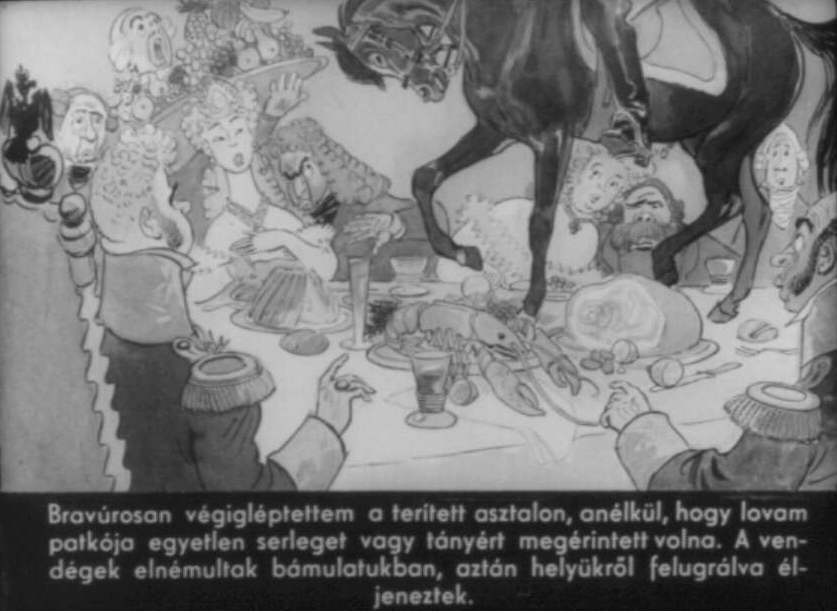 Bravúrosan végigléptettem a terített asztalon, anélkül, hogy lovam
patkója egyetlen serleget vagy tányért megérintett volna. A ven-
dégek elnémultak bámulatukban, aztán helyükről felugrálva él-
jeneztek.